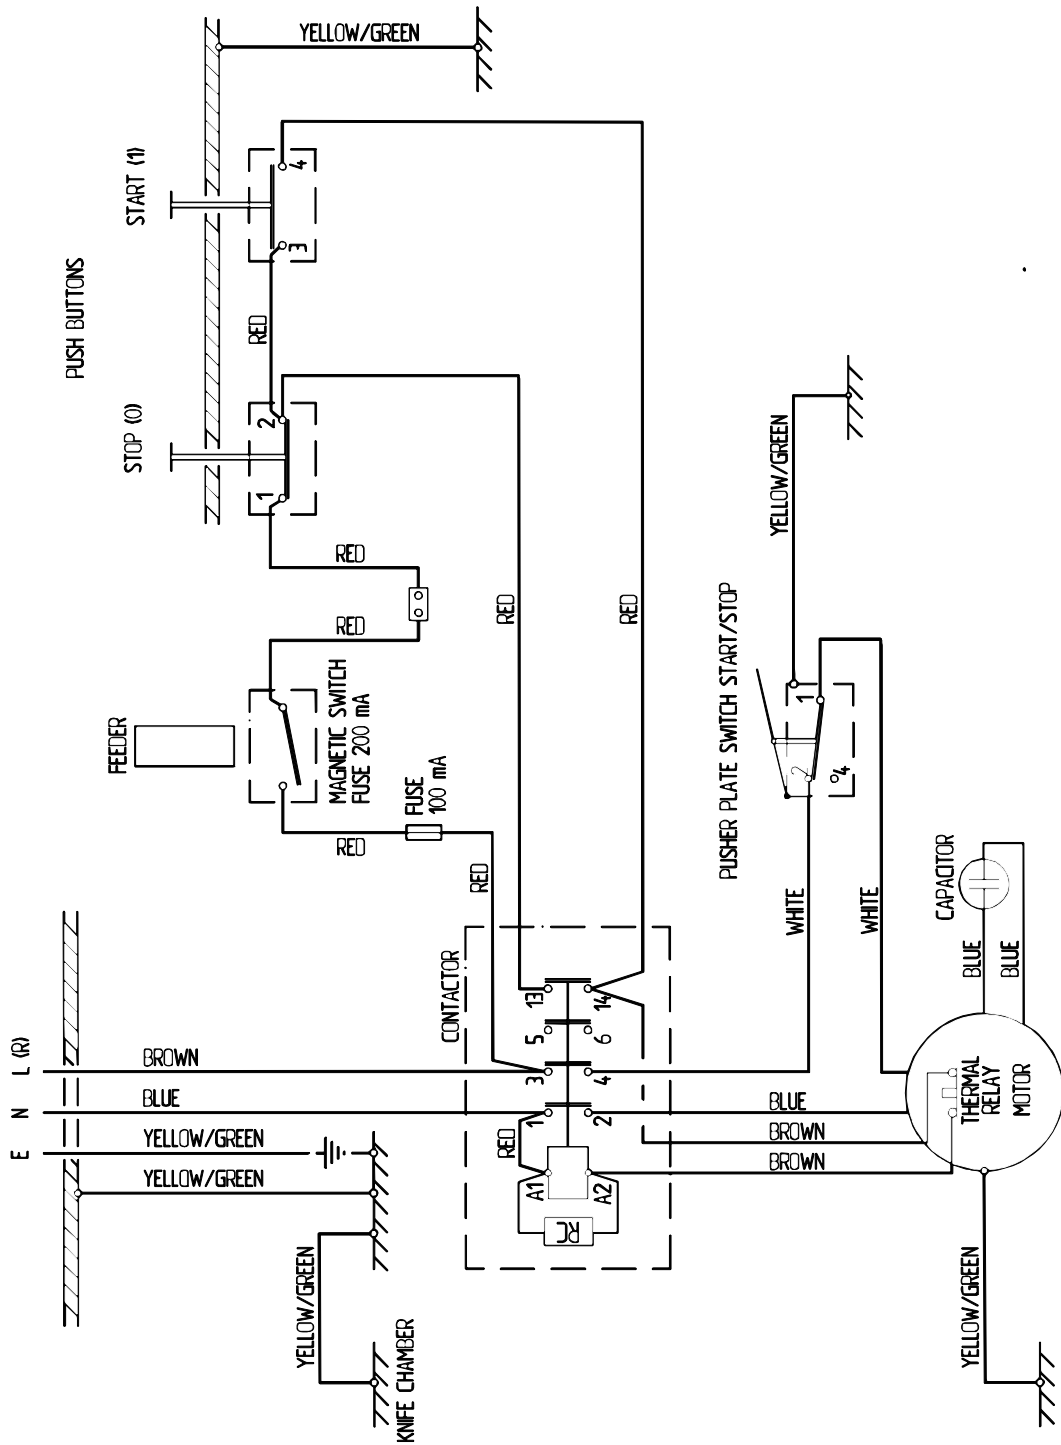 L (R)
N
E
BROWN
BLUE
YELLOW/GREEN
YELLOW/GREEN
YELLOW/GREEN
KNIFE CHAMBER
FEEDER
MAGNETIC SWITCH
FUSE 200 mA
RED
FUSE
100 mA
RED
RED
RED
PUSH BUTTONS
STOP (0)
1
2
RED
START (1)
3
4
YELLOW/GREEN
RED
RED
CONTACTOR
13
14
5
6
3
4
1
2
RED
A1
A2
RC
PUSHER PLATE SWITCH START/STOP
1
2
4
YELLOW/GREEN
WHITE
WHITE
BLUE
BROWN
BROWN
CAPACITOR
BLUE
BLUE
THERMAL
RELAY
MOTOR
YELLOW/GREEN